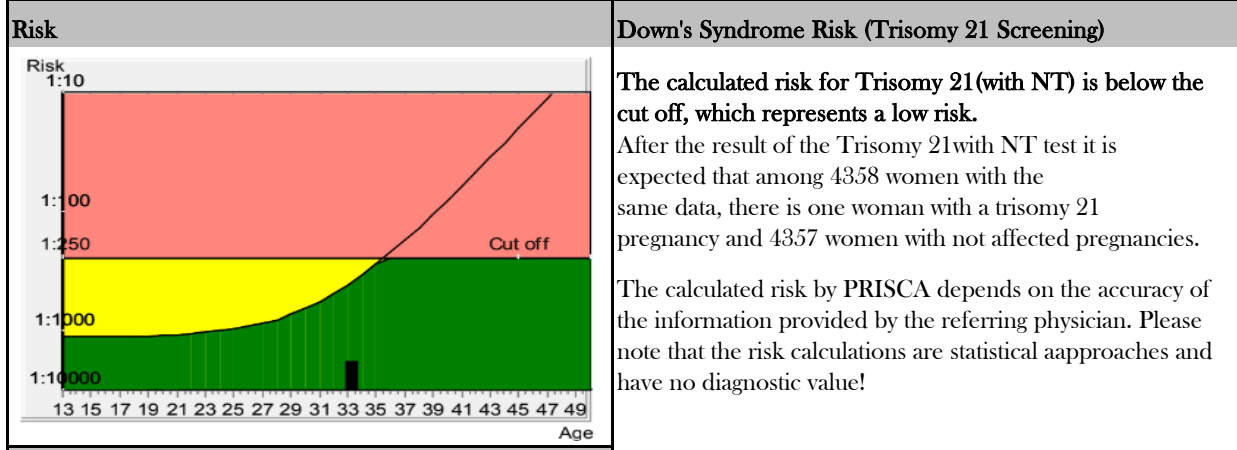 Risk
Risk
1:10
1:100
1:250
Cut off
1:1000
1:10000
13 15 17 19 21 23 25 27 29 31 33 35 37 39 41 43 45 47 49
Age
Down's Syndrome Risk (Trisomy 21 Screening)
The calculated risk for Trisomy 21(with NT) is below the
cut off, which represents a low risk.
After the result of the Trisomy 21with NT test it is
expected that among 4358 women with the
same data, there is one woman with a trisomy 21
pregnancy and 4357 women with not affected pregnancies.
The calculated risk by PRISCA depends on the accuracy of
the information provided by the referring physician. Please
note that the risk calculations are statistical aapproaches and
have no diagnostic value!